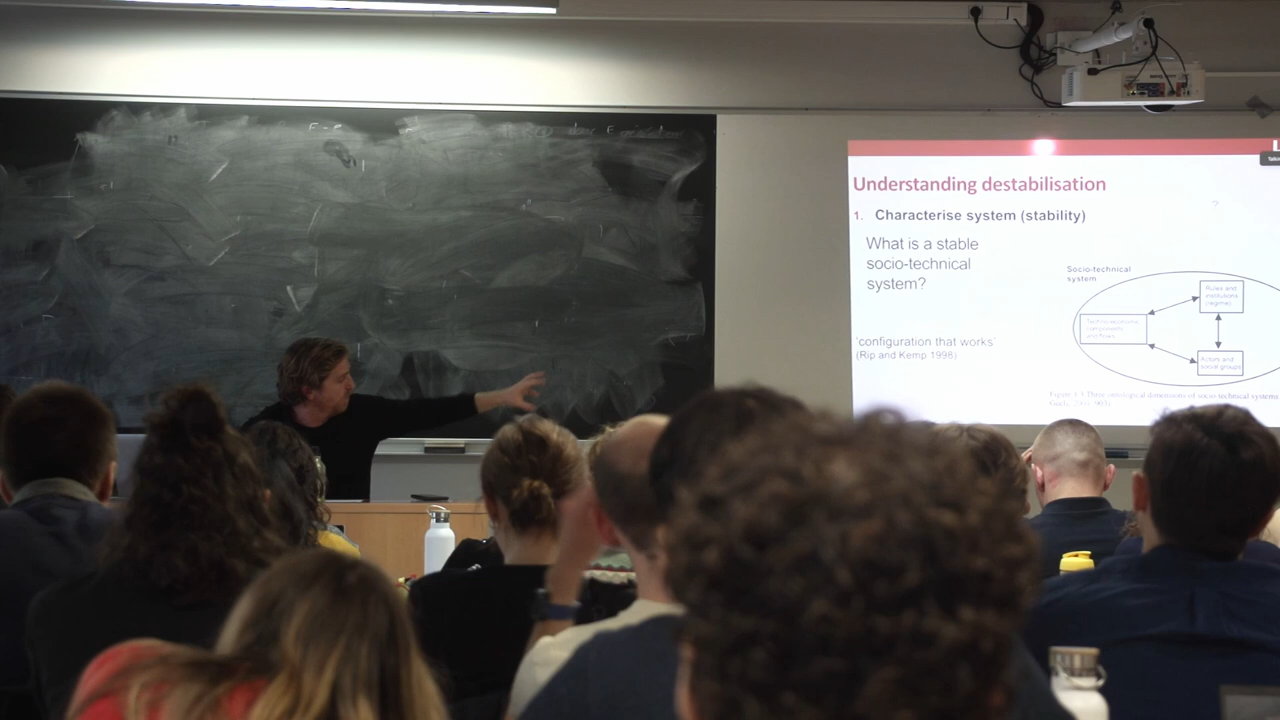 Understanding destabilisation
1. Characterise system (stability)
What is a stable
socio-technical
system?
Socio-technical
system
Rules and
institutions
(regime)
Actors and
social groups
'configuration that works'
(Rip and Kemp 1998)